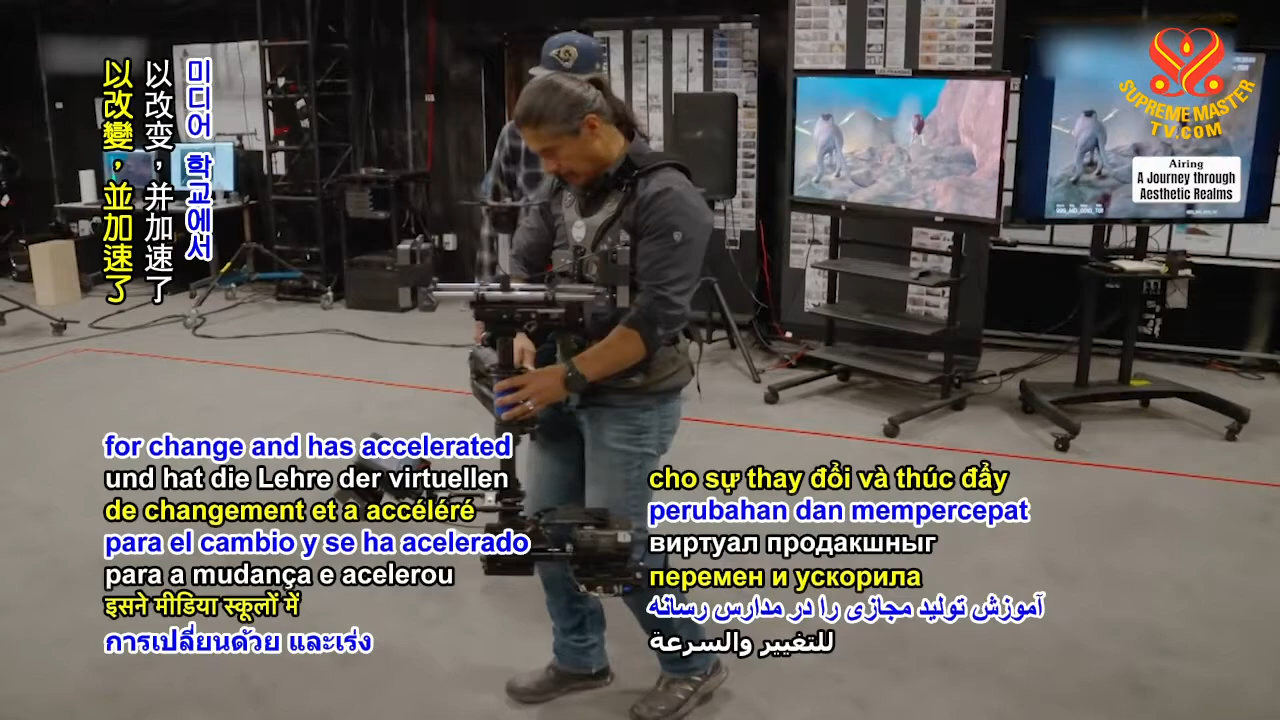 以改變，並加速了
以改变，并加速了
미디어 학교에서
SUPREME MASTER
TV.COM
Airing
A Journey through
Aesthetic Realms
for change and has accelerated
und hat die Lehre der virtuellen
de changement et a accéléré
para el cambio y se ha acelerado
para a mudança e acelerou
इसने मीडिया स्कूलों में
การเปลี่ยนด้วย และเร่ง
cho sự thay đổi và thúc đẩy
perubahan dan mempercepat
виртуал продакшныг
перемен и ускорила
آموزش تولید مجازی را در مدارس رسانه
للتغيير والسرعة